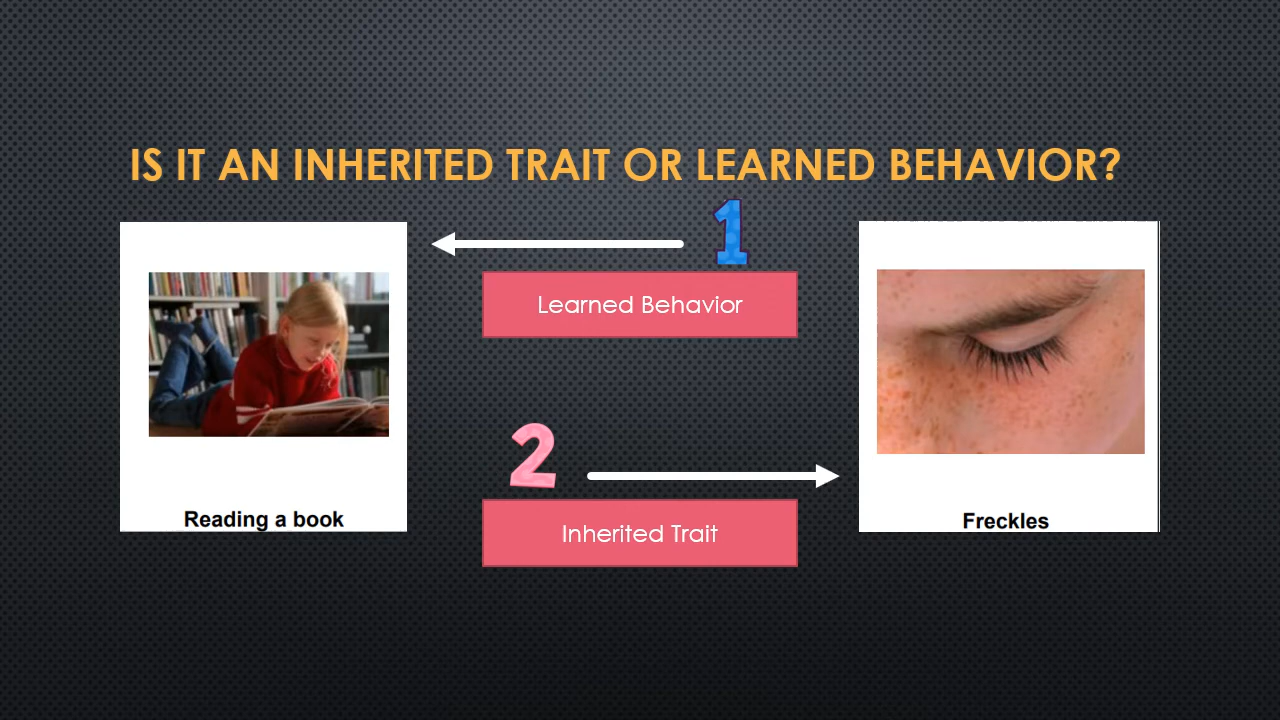 IS IT AN INHERITED TRAIT OR LEARNED BEHAVIOR?
1
Learned Behavior
Reading a book
2
Inherited Trait
Freckles